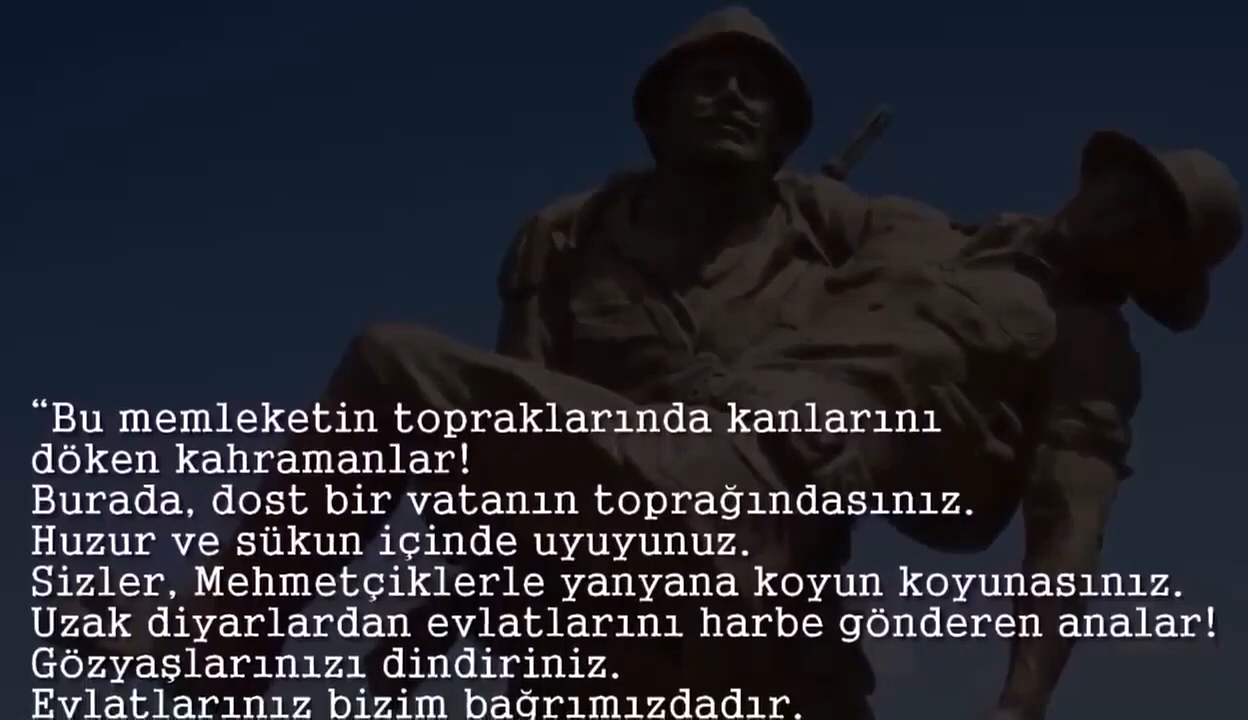 “Bu memleketin topraklarında kanlarını
döken kahramanlar!
Burada, dost bir vatanın toprağındasınız.
Huzur ve sükun içinde uyuyunuz.
Sizler, Mehmetçiklerle yanyana koyun koyunasınız.
Uzak diyarlardan evlatlarını harbe gönderen analar!
Gözyaşlarınızı dindiriniz.
Evlatlarınız bizim bağrımızdadır.